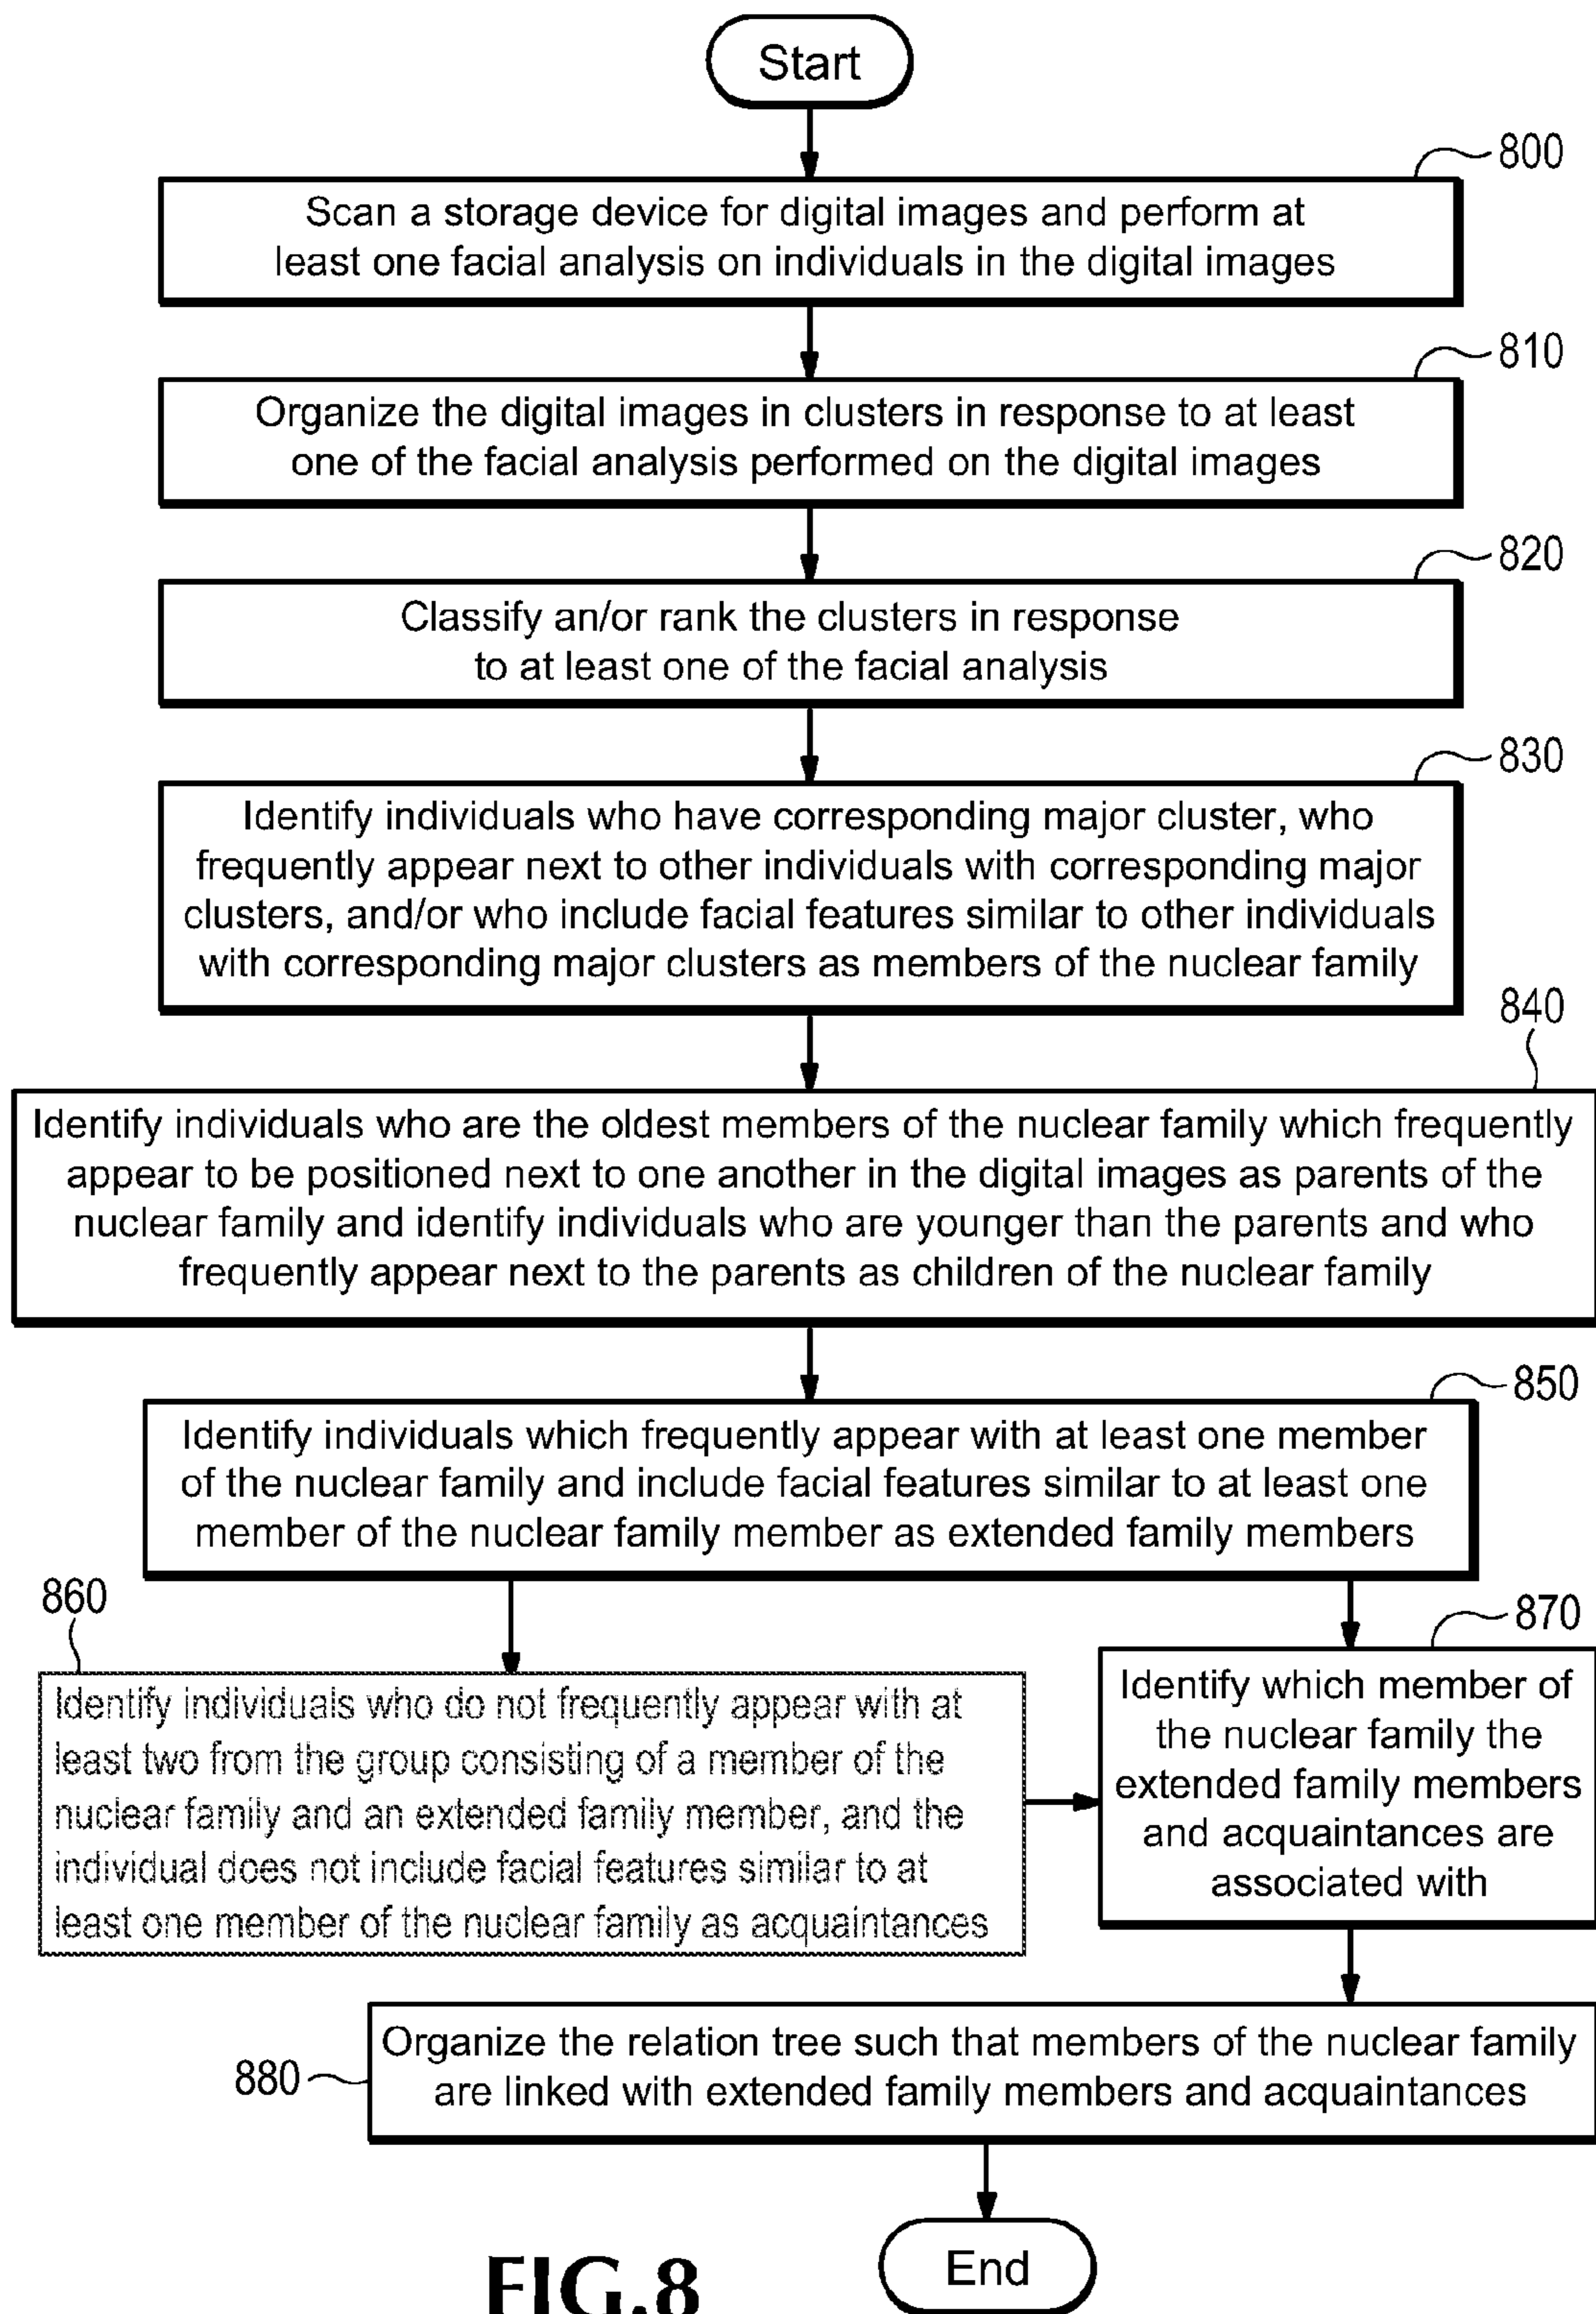 Start
800
Scan a storage device for digital images and perform at
least one facial analysis on individuals in the digital images
810
Organize the digital images in clusters in response to at least
one of the facial analysis performed on the digital images
820
Classify an/or rank the clusters in response
to at least one of the facial analysis
830
Identify individuals who have corresponding major cluster, who
frequently appear next to other individuals with corresponding major
clusters, and/or who include facial features similar to other individuals
with corresponding major clusters as members of the nuclear family
840
Identify individuals who are the oldest members of the nuclear family which frequently
appear to be positioned next to one another in the digital images as parents of the
nuclear family and identify individuals who are younger than the parents and who
frequently appear next to the parents as children of the nuclear family
850
Identify individuals which frequently appear with at least one member
of the nuclear family and include facial features similar to at least one
member of the nuclear family member as extended family members
860
Identify individuals who do not frequently appear with at
least two from the group consisting of a member of the
nuclear family and an extended family member, and the
individual does not include facial features similar to at
least one member of the nuclear family as acquaintances
870
Identify which member of
the nuclear family the
extended family members
and acquaintances are
associated with
880
Organize the relation tree such that members of the nuclear family
are linked with extended family members and acquaintances
End
FIG.8